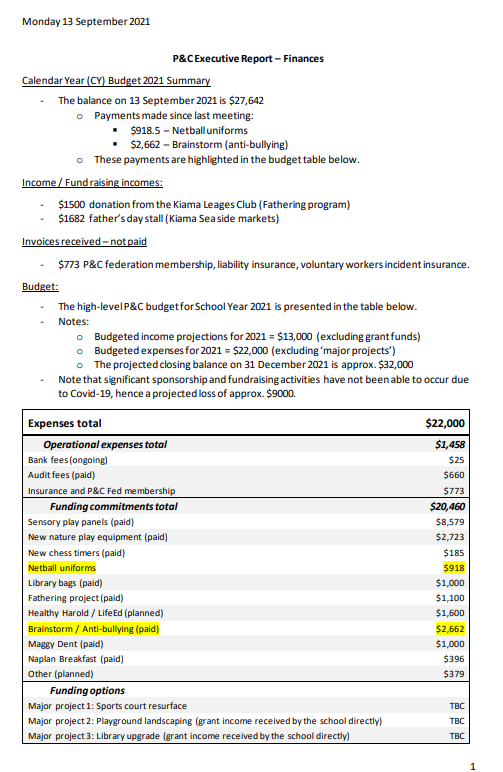 Monday 13 September 2021
P&C Executive Report – Finances
Calendar Year (CY) Budget 2021 Summary
- The balance on 13 September 2021 is $27,642
o Payments made since last meeting:
▪ $918.5 – Netball uniforms
▪ $2,662 – Brainstorm (anti-bullying)
o These payments are highlighted in the budget table below.
Income / Fund raising incomes:
- $1500 donation from the Kiama Leages Club (Fathering program)
- $1682 father's day stall (Kiama Seaside markets)
Invoices received – not paid
- $773 P&C federation membership, liability insurance, voluntary workers incident insurance.
Budget:
- The high-level P&C budget for School Year 2021 is presented in the table below.
- Notes:
o Budgeted income projections for 2021 = $13,000 (excluding grant funds)
o Budgeted expenses for 2021 = $22,000 (excluding 'major projects')
o The projected closing balance on 31 December 2021 is approx. $32,000
- Note that significant sponsorship and fundraising activities have not been able to occur due
to Covid-19, hence a projected loss of approx. $9000.
Expenses total $22,000
Operational expenses total $1,458
Bank fees (ongoing) $25
Audit fees (paid) $660
Insurance and P&C Fed membership $773
Funding commitments total $20,460
Sensory play panels (paid) $8,579
New nature play equipment (paid) $2,723
New chess timers (paid) $185
Netball uniforms $918
Library bags (paid) $1,000
Fathering project (paid) $1,100
Healthy Harold / LifeEd (planned) $1,600
Brainstorm / Anti-bullying (paid) $2,662
Maggy Dent (paid) $1,000
Naplan Breakfast (paid) $396
Other (planned) $379
Funding options
Major project 1: Sports court resurface TBC
Major project 2: Playground landscaping (grant income received by the school directly) TBC
Major project 3: Library upgrade (grant income received by the school directly) TBC
1